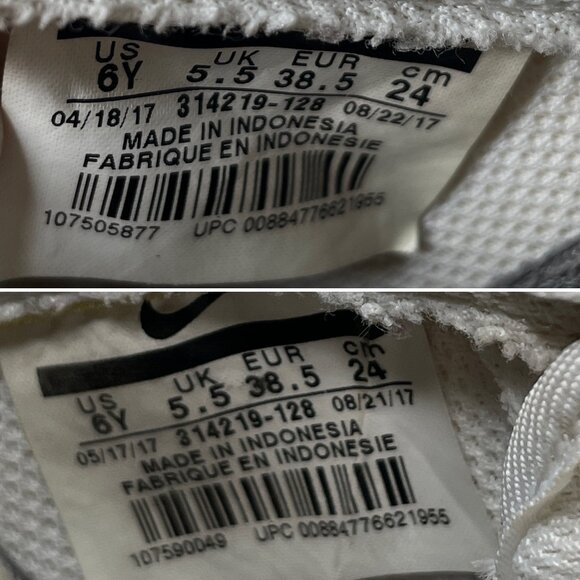 US UK EUR cm
6Y 5.5 38.5 24
04/18/17 314219-128 08/22/17
MADE IN INDONESIA
FABRIQUE EN INDONESIE
107505877 UPC 00884776621955
US UK EUR cm
6Y 5.5 38.5 24
05/17/17 314219-128 08/21/17
MADE IN INDONESIA
FABRIQUE EN INDONESIE
107590049 UPC 00884776621955